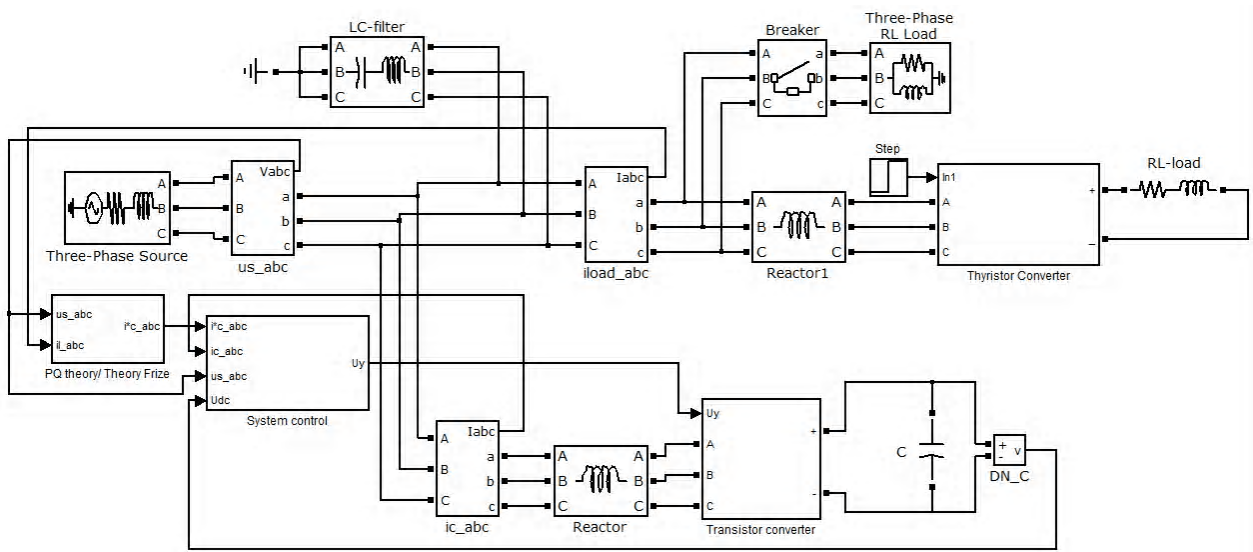 LC-filter
A A
B B
C C
Breaker
A a
B b
C c
Three-Phase
RL Load
A
B
C
Three-Phase Source
A
B
C
us_abc
Vabc
A a
B b
C c
iload_abc
Iabc
A a
B b
C c
Reactor1
A A
B B
C C
Step
In1
A +
B
C –
Thyristor Converter
RL-load
us_abc
i*c_abc
il_abc
PQ theory/ Theory Frize
i*c_abc
ic_abc
Uy
us_abc
Udc
System control
Iabc
A a
B b
C c
ic_abc
A A
B B
C C
Reactor
Uy
A +
B
C -
Transistor converter
C
+ v
-
DN_C